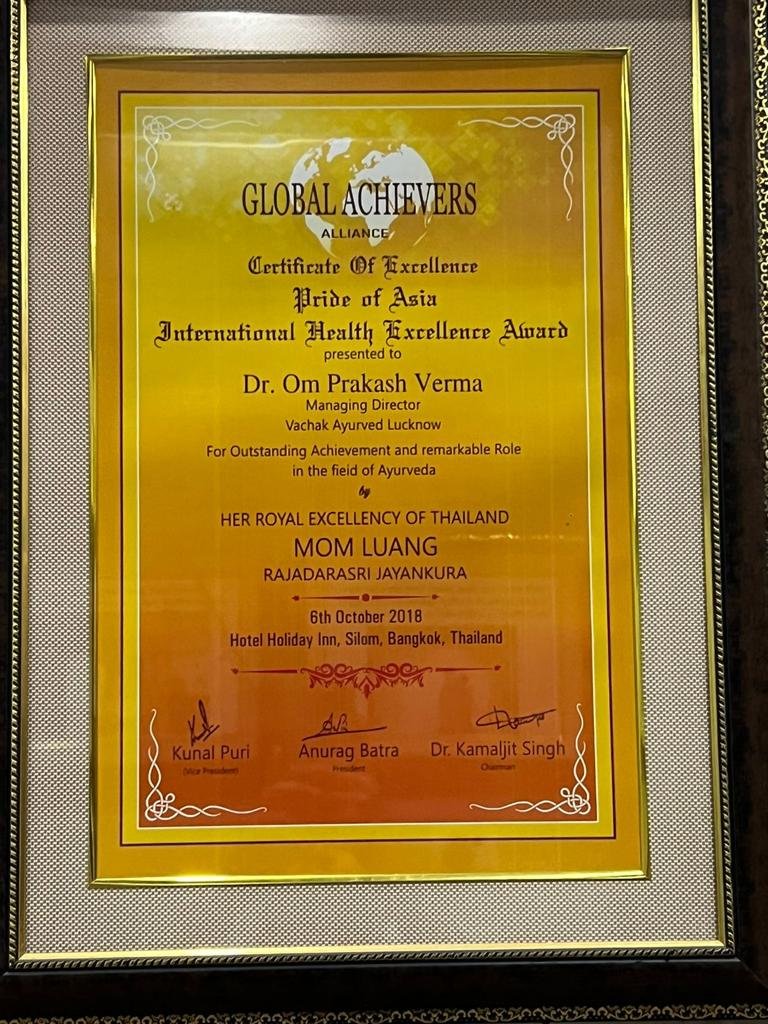 GLOBAL ACHIEVERS
ALLIANCE
Certificate Of Excellence
Pride of Asia
International Health Excellence Award
presented to
Dr. Om Prakash Verma
Managing Director
Vachak Ayurved Lucknow
For Outstanding Achievement and remarkable Role
in the fieid of Ayurveda
by
HER ROYAL EXCELLENCY OF THAILAND
MOM LUANG
RAJADARASRI JAYANKURA
6th October 2018
Hotel Holiday Inn, Silom, Bangkok, Thailand
Kunal Puri Anurag Batra Dr. Kamaljit Singh
(Vice President) President Chairman